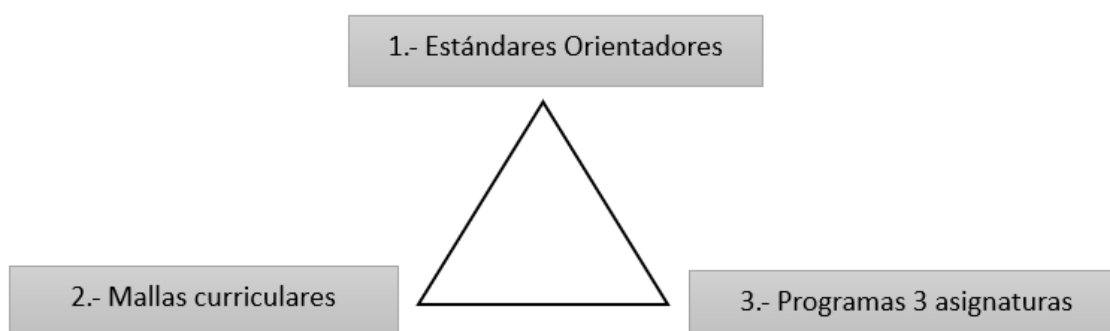 1.- Estándares Orientadores
2.- Mallas curriculares
3.- Programas 3 asignaturas